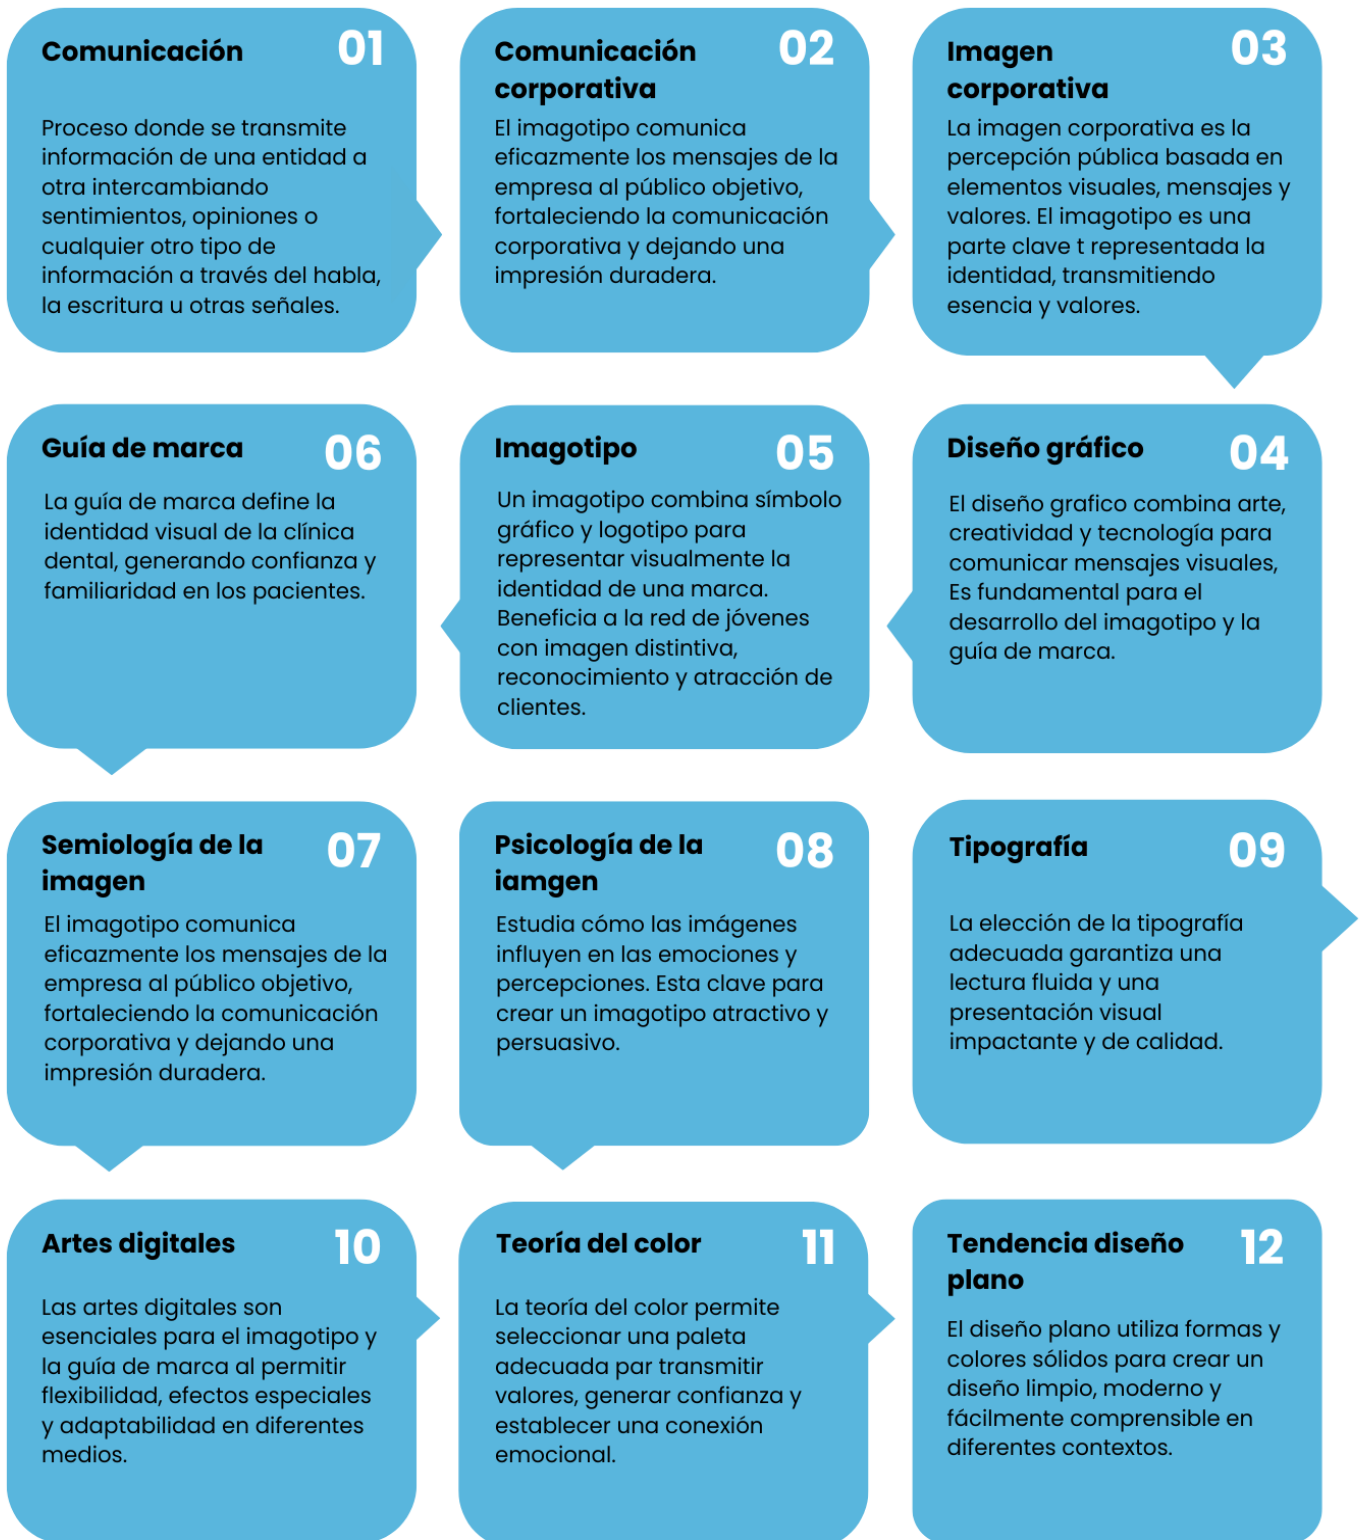 Comunicación
01
Proceso donde se transmite
información de una entidad a
otra intercambiando
sentimientos, opiniones o
cualquier otro tipo de
información a través del habla,
la escritura u otras señales.
Comunicación
corporativa
02
El imagotipo comunica
eficazmente los mensajes de la
empresa al público objetivo,
fortaleciendo la comunicación
corporativa y dejando una
impresión duradera.
Imagen
corporativa
03
La imagen corporativa es la
percepción pública basada en
elementos visuales, mensajes y
valores. El imagotipo es una
parte clave t representada la
identidad, transmitiendo
esencia y valores.
Diseño gráfico
04
El diseño grafico combina arte,
creatividad y tecnología para
comunicar mensajes visuales,
Es fundamental para el
desarrollo del imagotipo y la
guía de marca.
Imagotipo
05
Un imagotipo combina símbolo
gráfico y logotipo para
representar visualmente la
identidad de una marca.
Beneficia a la red de jóvenes
con imagen distintiva,
reconocimiento y atracción de
clientes.
Guía de marca
06
La guía de marca define la
identidad visual de la clínica
dental, generando confianza y
familiaridad en los pacientes.
Semiología de la
imagen
07
El imagotipo comunica
eficazmente los mensajes de la
empresa al público objetivo,
fortaleciendo la comunicación
corporativa y dejando una
impresión duradera.
Psicología de la
iamgen
08
Estudia cómo las imágenes
influyen en las emociones y
percepciones. Esta clave para
crear un imagotipo atractivo y
persuasivo.
Tipografía
09
La elección de la tipografía
adecuada garantiza una
lectura fluida y una
presentación visual
impactante y de calidad.
Artes digitales
10
Las artes digitales son
esenciales para el imagotipo y
la guía de marca al permitir
flexibilidad, efectos especiales
y adaptabilidad en diferentes
medios.
Teoría del color
11
La teoría del color permite
seleccionar una paleta
adecuada par transmitir
valores, generar confianza y
establecer una conexión
emocional.
Tendencia diseño
plano
12
El diseño plano utiliza formas y
colores sólidos para crear un
diseño limpio, moderno y
fácilmente comprensible en
diferentes contextos.